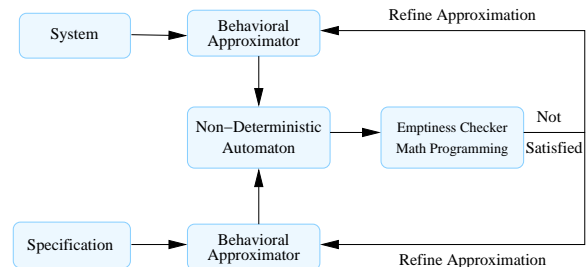 Refine Approximation
System
Behavioral
Approximator
Non−Deterministic
Automaton
Emptiness Checker
Math Programming
Not
Satisfied
Specification
Behavioral
Approximator
Refine Approximation